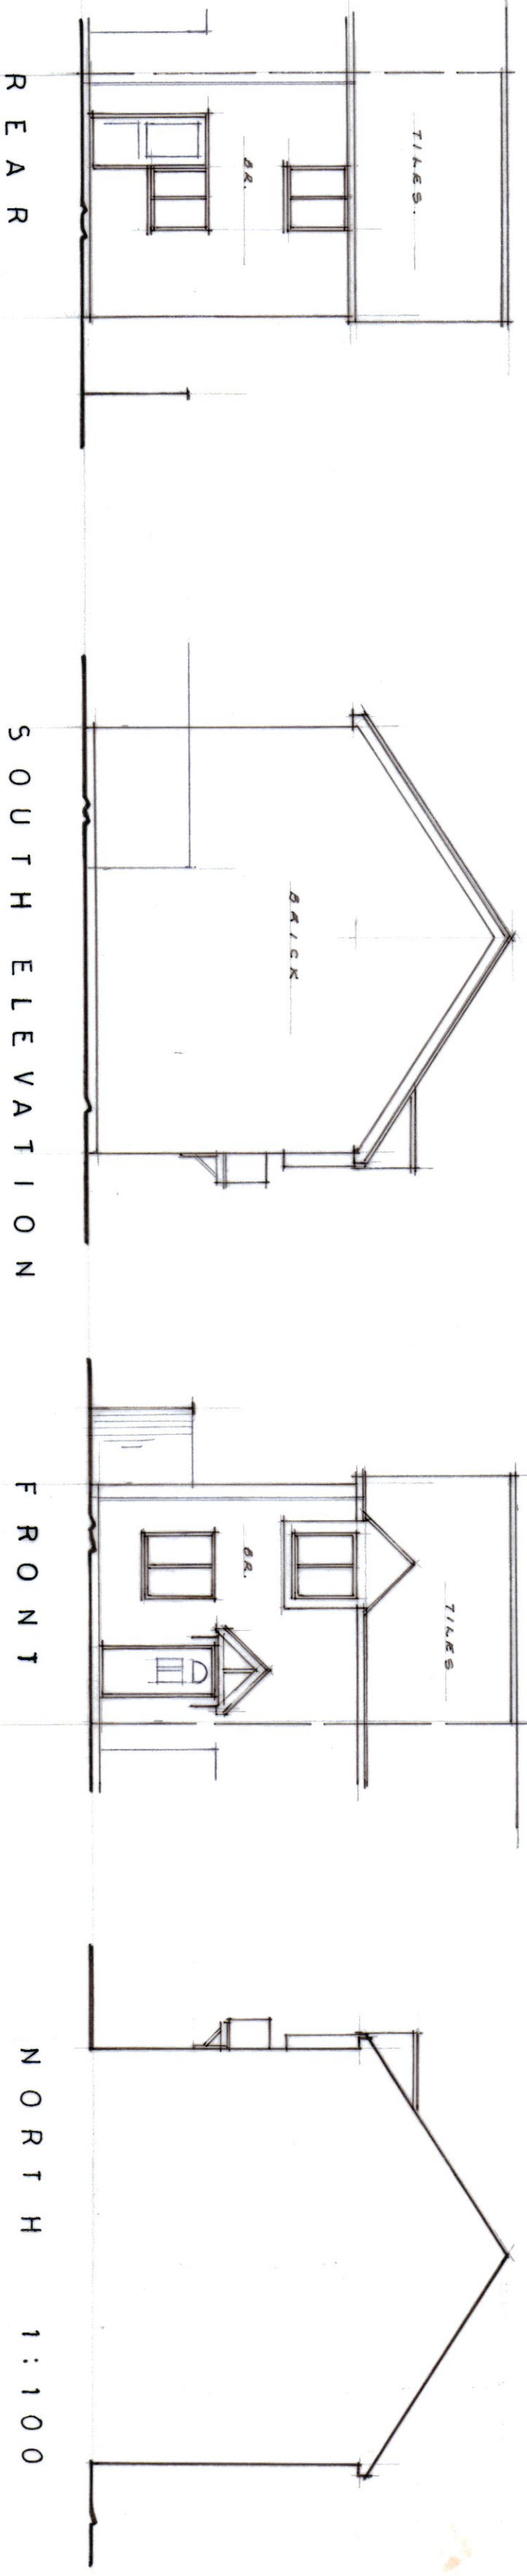 TILES.
BR.
REAR
BRICK
SOUTH ELEVATION
TILES
BR.
FRONT
NORTH 1:100